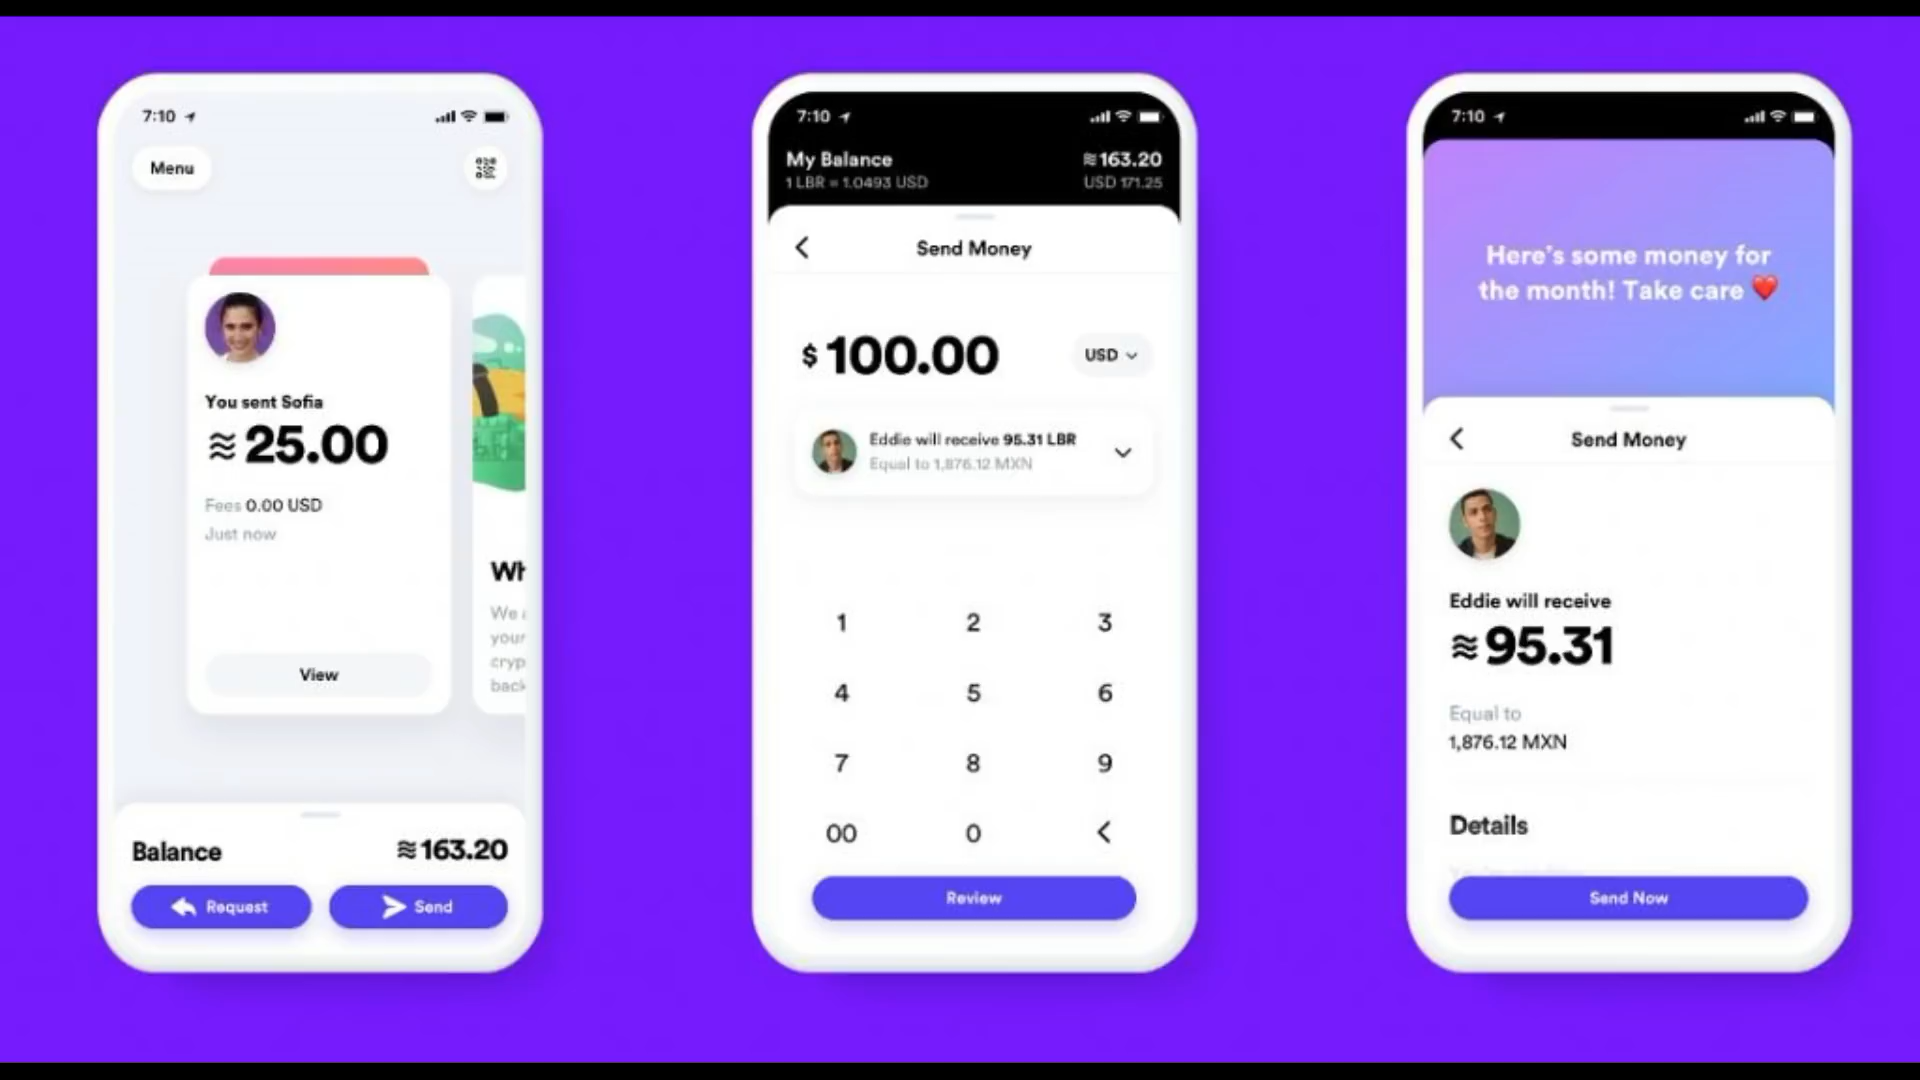 7:10
Menu
You sent Sofia
≋25.00
Fees 0.00 USD
Just now
View
Wh
We a
your
cryp
back
Balance
≋163.20
Request
Send
7:10
My Balance
≋163.20
1 LBR = 1.0493 USD
USD 171.25
Send Money
$ 100.00
USD
Eddie will receive 95.31 LBR
Equal to 1,876.12 MXN
1 2 3
4 5 6
7 8 9
00 0
Review
7:10
Here's some money for
the month! Take care ❤️
Send Money
Eddie will receive
≋95.31
Equal to
1,876.12 MXN
Details
Send Now